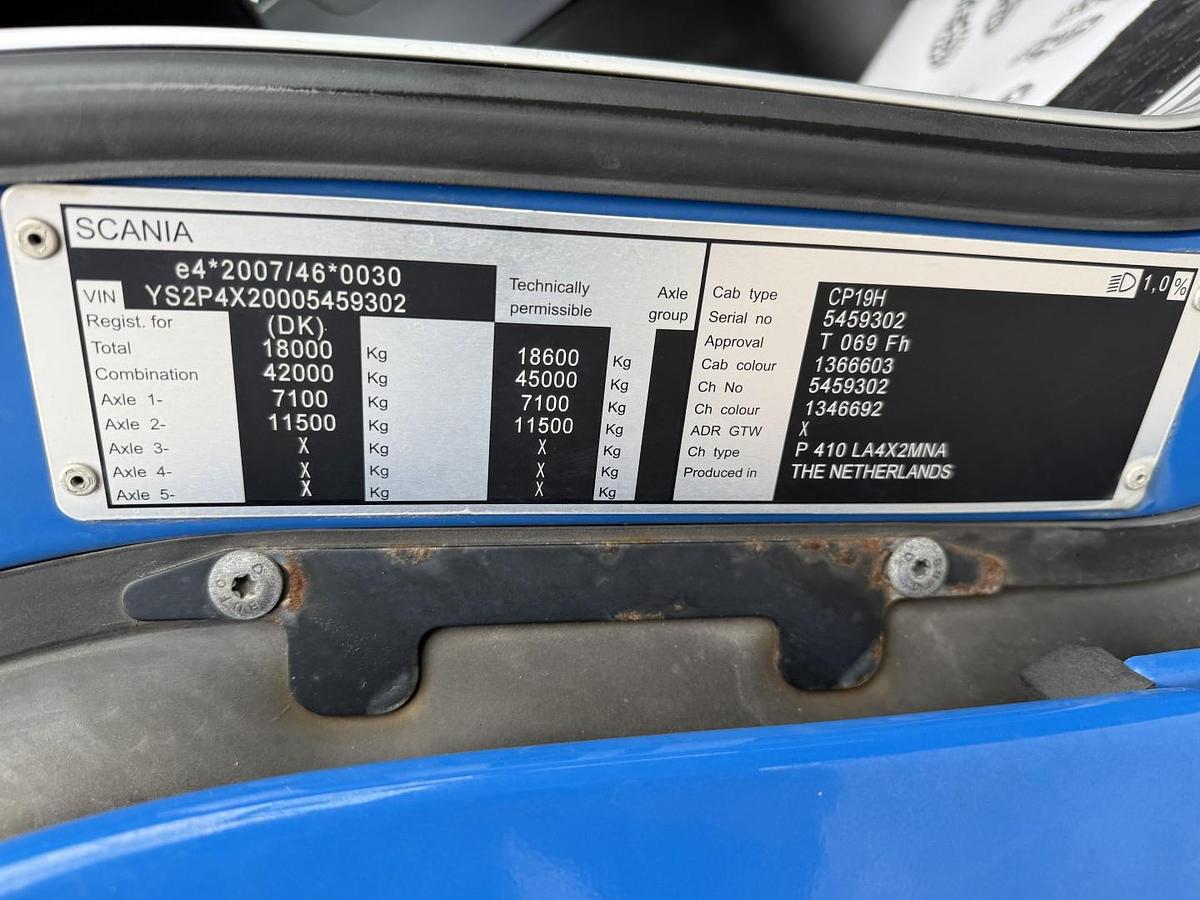 SCANIA
e4*2007/46*0030
VIN YS2P4X20005459302
Regist. for (DK)
Technically permissible
Axle group
Total 18000 Kg 18600 Kg
Combination 42000 Kg 45000 Kg
Axle 1- 7100 Kg 7100 Kg
Axle 2- 11500 Kg 11500 Kg
Axle 3- X Kg X Kg
Axle 4- X Kg X Kg
Axle 5- X Kg X Kg
1,0 %
Cab type CP19H
Serial no 5459302
Approval T 069 Fh
Cab colour 1366603
Ch No 5459302
Ch colour 1346692
ADR GTW X
Ch type P 410 LA4X2MNA
Produced in THE NETHERLANDS